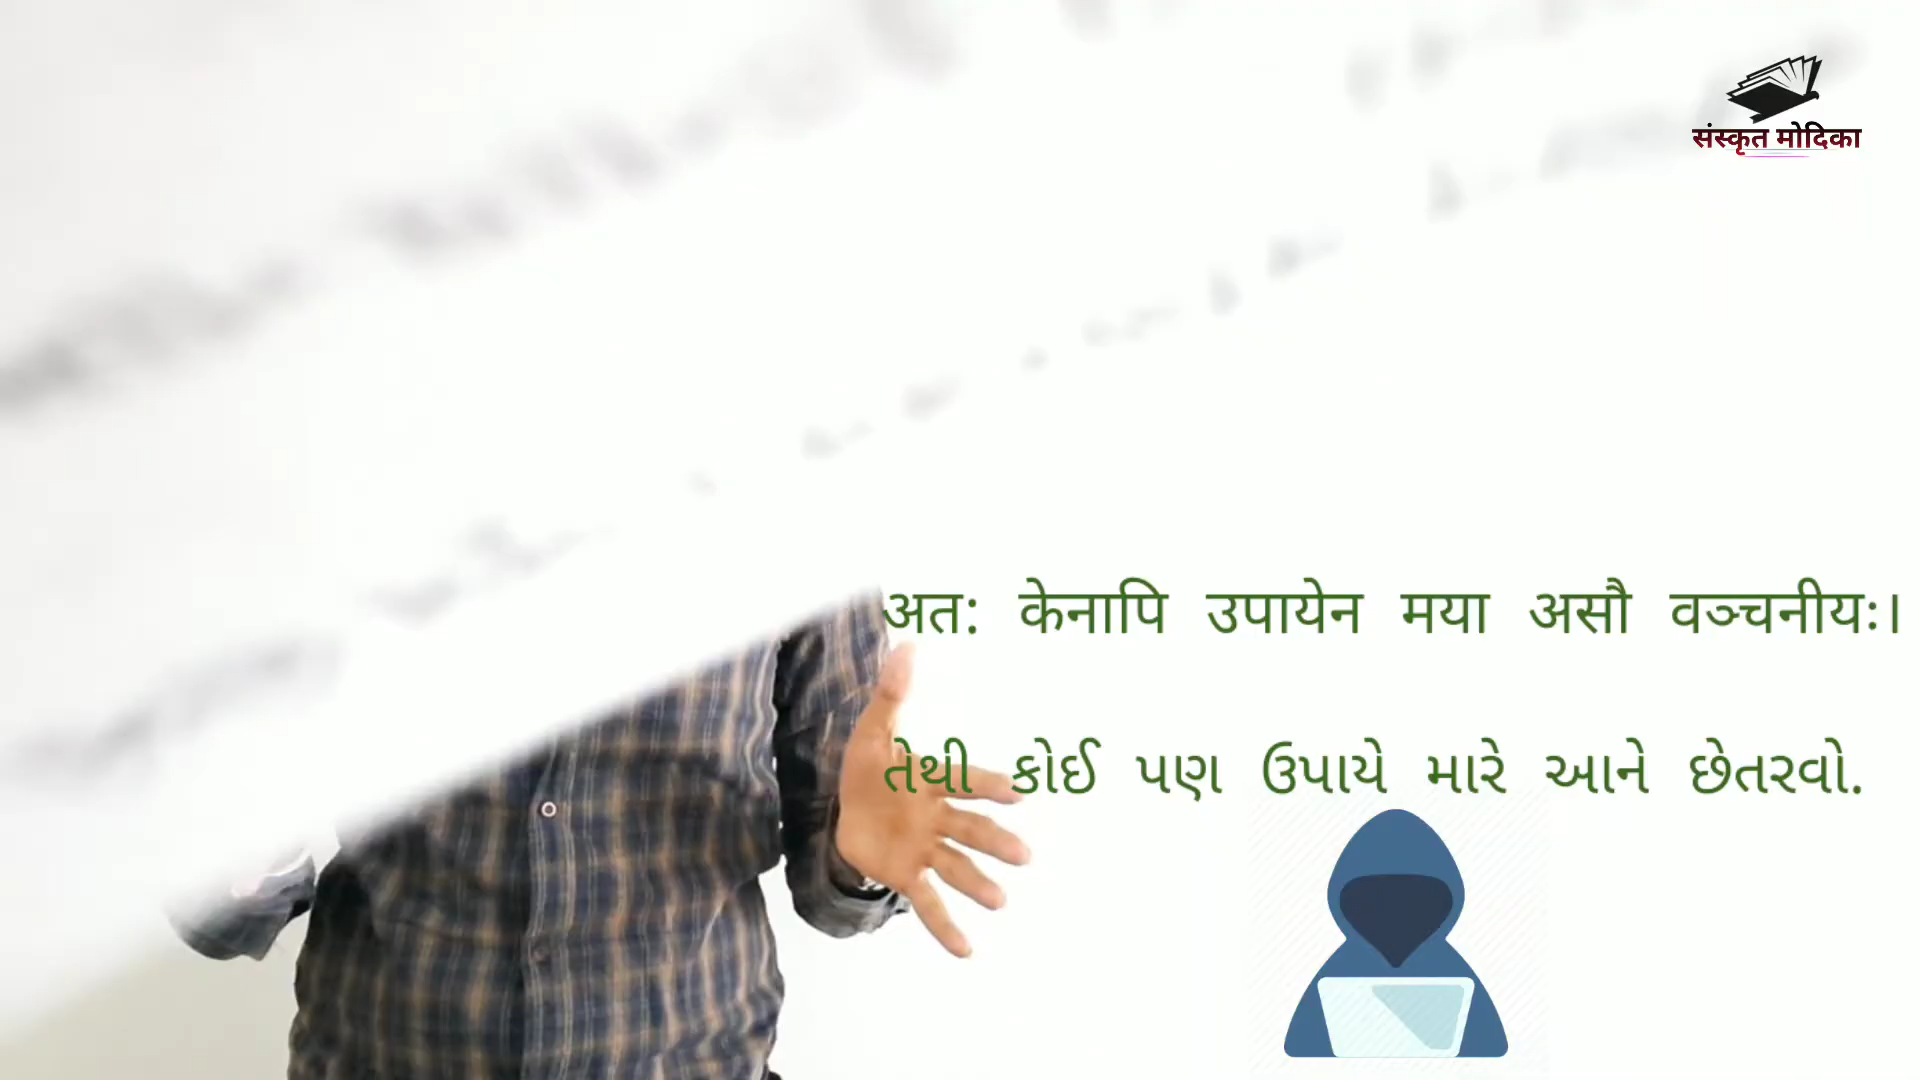 संस्कृत मोदिका
अत: केनापि उपायेन मया असौ वञ्चनीयः।
તેથી કોઈ પણ ઉપાયે મારે આને છેતરવો.